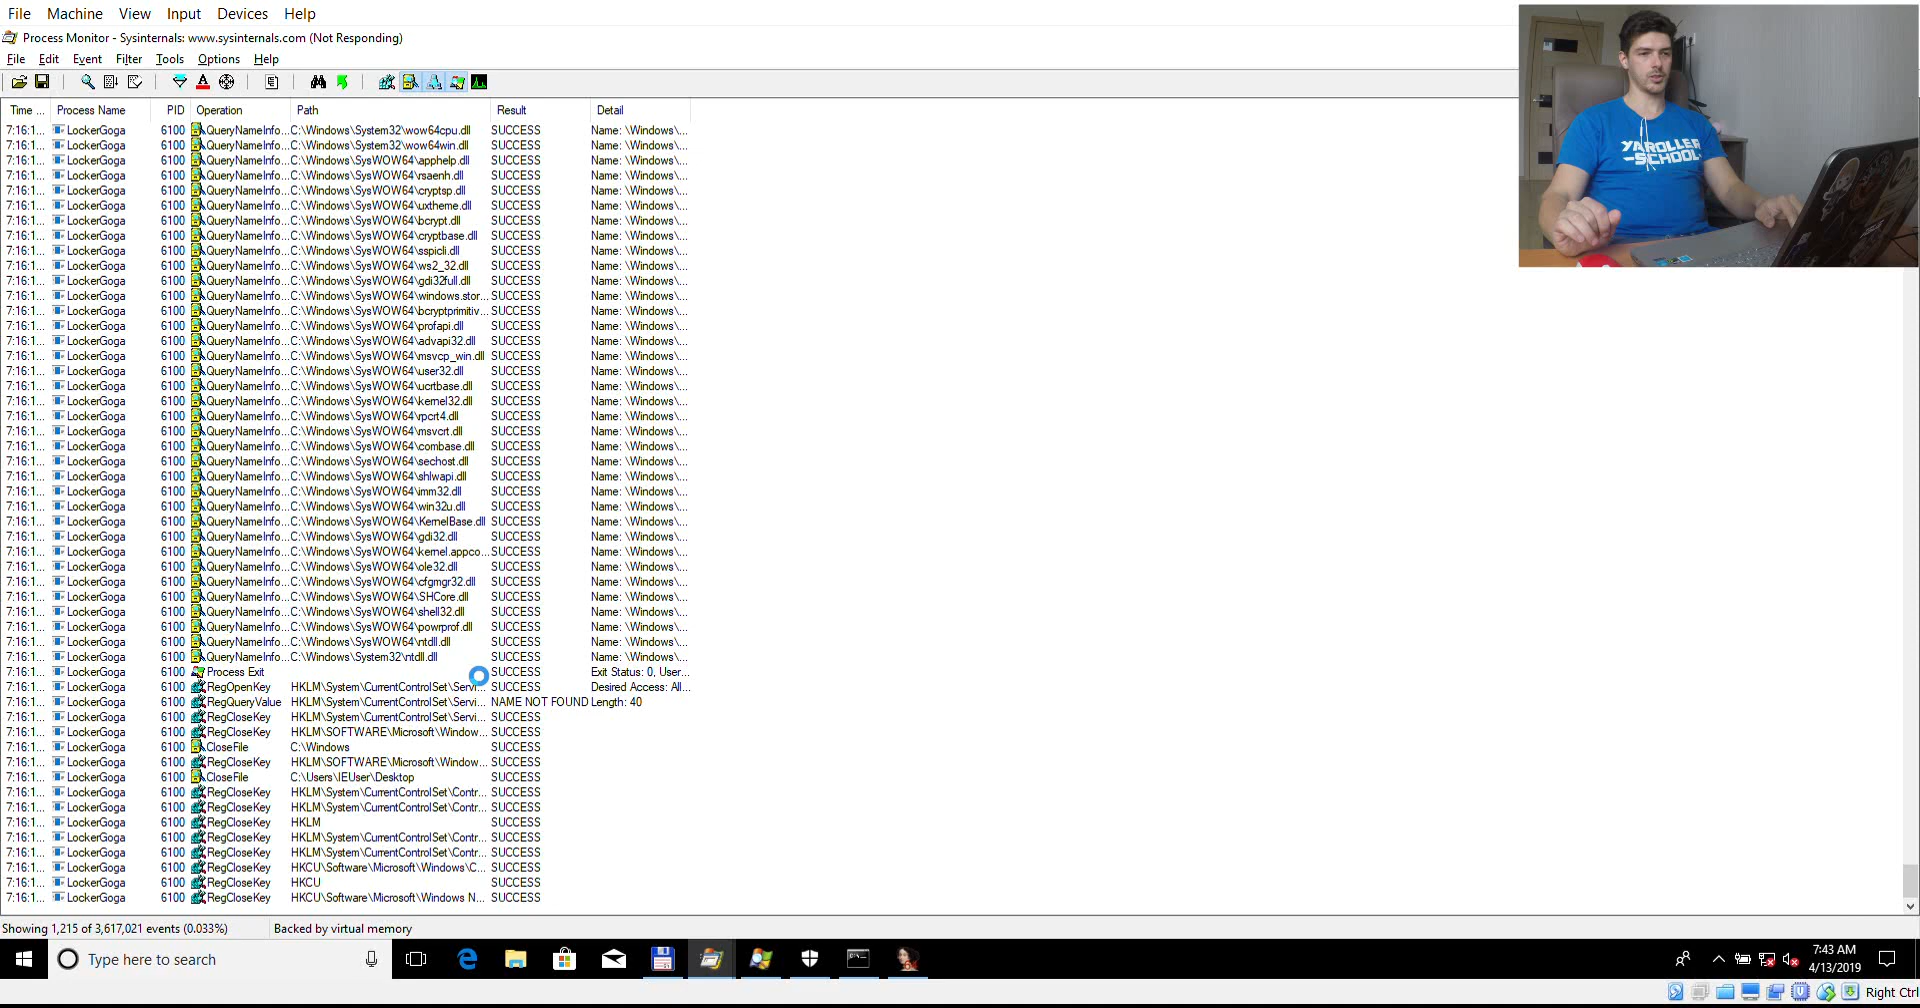 File Machine View Input Devices Help
Process Monitor - Sysinternals: www.sysinternals.com (Not Responding)
File Edit Event Filter Tools Options Help
Time ... Process Name PID Operation Path Result Detail
7:16:1... LockerGoga 6100 QueryNameInfo... C:\Windows\System32\wow64cpu.dll SUCCESS Name: \Windows\...
7:16:1... LockerGoga 6100 QueryNameInfo... C:\Windows\System32\wow64win.dll SUCCESS Name: \Windows\...
7:16:1... LockerGoga 6100 QueryNameInfo... C:\Windows\SysWOW64\apphelp.dll SUCCESS Name: \Windows\...
7:16:1... LockerGoga 6100 QueryNameInfo... C:\Windows\SysWOW64\rsaenh.dll SUCCESS Name: \Windows\...
7:16:1... LockerGoga 6100 QueryNameInfo... C:\Windows\SysWOW64\cryptsp.dll SUCCESS Name: \Windows\...
7:16:1... LockerGoga 6100 QueryNameInfo... C:\Windows\SysWOW64\uxtheme.dll SUCCESS Name: \Windows\...
7:16:1... LockerGoga 6100 QueryNameInfo... C:\Windows\SysWOW64\bcrypt.dll SUCCESS Name: \Windows\...
7:16:1... LockerGoga 6100 QueryNameInfo... C:\Windows\SysWOW64\cryptbase.dll SUCCESS Name: \Windows\...
7:16:1... LockerGoga 6100 QueryNameInfo... C:\Windows\SysWOW64\sspicli.dll SUCCESS Name: \Windows\...
7:16:1... LockerGoga 6100 QueryNameInfo... C:\Windows\SysWOW64\ws2_32.dll SUCCESS Name: \Windows\...
7:16:1... LockerGoga 6100 QueryNameInfo... C:\Windows\SysWOW64\gdi32full.dll SUCCESS Name: \Windows\...
7:16:1... LockerGoga 6100 QueryNameInfo... C:\Windows\SysWOW64\windows.stor... SUCCESS Name: \Windows\...
7:16:1... LockerGoga 6100 QueryNameInfo... C:\Windows\SysWOW64\bcryptprimitiv... SUCCESS Name: \Windows\...
7:16:1... LockerGoga 6100 QueryNameInfo... C:\Windows\SysWOW64\profapi.dll SUCCESS Name: \Windows\...
7:16:1... LockerGoga 6100 QueryNameInfo... C:\Windows\SysWOW64\advapi32.dll SUCCESS Name: \Windows\...
7:16:1... LockerGoga 6100 QueryNameInfo... C:\Windows\SysWOW64\msvcp_win.dll SUCCESS Name: \Windows\...
7:16:1... LockerGoga 6100 QueryNameInfo... C:\Windows\SysWOW64\user32.dll SUCCESS Name: \Windows\...
7:16:1... LockerGoga 6100 QueryNameInfo... C:\Windows\SysWOW64\ucrtbase.dll SUCCESS Name: \Windows\...
7:16:1... LockerGoga 6100 QueryNameInfo... C:\Windows\SysWOW64\kernel32.dll SUCCESS Name: \Windows\...
7:16:1... LockerGoga 6100 QueryNameInfo... C:\Windows\SysWOW64\rpcrt4.dll SUCCESS Name: \Windows\...
7:16:1... LockerGoga 6100 QueryNameInfo... C:\Windows\SysWOW64\msvcrt.dll SUCCESS Name: \Windows\...
7:16:1... LockerGoga 6100 QueryNameInfo... C:\Windows\SysWOW64\combase.dll SUCCESS Name: \Windows\...
7:16:1... LockerGoga 6100 QueryNameInfo... C:\Windows\SysWOW64\sechost.dll SUCCESS Name: \Windows\...
7:16:1... LockerGoga 6100 QueryNameInfo... C:\Windows\SysWOW64\shlwapi.dll SUCCESS Name: \Windows\...
7:16:1... LockerGoga 6100 QueryNameInfo... C:\Windows\SysWOW64\imm32.dll SUCCESS Name: \Windows\...
7:16:1... LockerGoga 6100 QueryNameInfo... C:\Windows\SysWOW64\win32u.dll SUCCESS Name: \Windows\...
7:16:1... LockerGoga 6100 QueryNameInfo... C:\Windows\SysWOW64\KernelBase.dll SUCCESS Name: \Windows\...
7:16:1... LockerGoga 6100 QueryNameInfo... C:\Windows\SysWOW64\gdi32.dll SUCCESS Name: \Windows\...
7:16:1... LockerGoga 6100 QueryNameInfo... C:\Windows\SysWOW64\kernel.appco... SUCCESS Name: \Windows\...
7:16:1... LockerGoga 6100 QueryNameInfo... C:\Windows\SysWOW64\ole32.dll SUCCESS Name: \Windows\...
7:16:1... LockerGoga 6100 QueryNameInfo... C:\Windows\SysWOW64\cfgmgr32.dll SUCCESS Name: \Windows\...
7:16:1... LockerGoga 6100 QueryNameInfo... C:\Windows\SysWOW64\SHCore.dll SUCCESS Name: \Windows\...
7:16:1... LockerGoga 6100 QueryNameInfo... C:\Windows\SysWOW64\shell32.dll SUCCESS Name: \Windows\...
7:16:1... LockerGoga 6100 QueryNameInfo... C:\Windows\SysWOW64\powrprof.dll SUCCESS Name: \Windows\...
7:16:1... LockerGoga 6100 QueryNameInfo... C:\Windows\SysWOW64\ntdll.dll SUCCESS Name: \Windows\...
7:16:1... LockerGoga 6100 QueryNameInfo... C:\Windows\System32\ntdll.dll SUCCESS Name: \Windows\...
7:16:1... LockerGoga 6100 Process Exit SUCCESS Exit Status: 0, User...
7:16:1... LockerGoga 6100 RegOpenKey HKLM\System\CurrentControlSet\Servi... SUCCESS Desired Access: All...
7:16:1... LockerGoga 6100 RegQueryValue HKLM\System\CurrentControlSet\Servi... NAME NOT FOUND Length: 40
7:16:1... LockerGoga 6100 RegCloseKey HKLM\System\CurrentControlSet\Servi... SUCCESS
7:16:1... LockerGoga 6100 RegCloseKey HKLM\SOFTWARE\Microsoft\Window... SUCCESS
7:16:1... LockerGoga 6100 CloseFile C:\Windows SUCCESS
7:16:1... LockerGoga 6100 RegCloseKey HKLM\SOFTWARE\Microsoft\Window... SUCCESS
7:16:1... LockerGoga 6100 CloseFile C:\Users\IEUser\Desktop SUCCESS
7:16:1... LockerGoga 6100 RegCloseKey HKLM\System\CurrentControlSet\Contr... SUCCESS
7:16:1... LockerGoga 6100 RegCloseKey HKLM\System\CurrentControlSet\Contr... SUCCESS
7:16:1... LockerGoga 6100 RegCloseKey HKLM SUCCESS
7:16:1... LockerGoga 6100 RegCloseKey HKLM\System\CurrentControlSet\Contr... SUCCESS
7:16:1... LockerGoga 6100 RegCloseKey HKLM\System\CurrentControlSet\Contr... SUCCESS
7:16:1... LockerGoga 6100 RegCloseKey HKCU\Software\Microsoft\Windows\C... SUCCESS
7:16:1... LockerGoga 6100 RegCloseKey HKCU SUCCESS
7:16:1... LockerGoga 6100 RegCloseKey HKCU\Software\Microsoft\Windows N... SUCCESS
YAROLLER
-SCHOOL-
Showing 1,215 of 3,617,021 events (0.033%) Backed by virtual memory
Type here to search
7:43 AM
4/13/2019
Right Ctrl